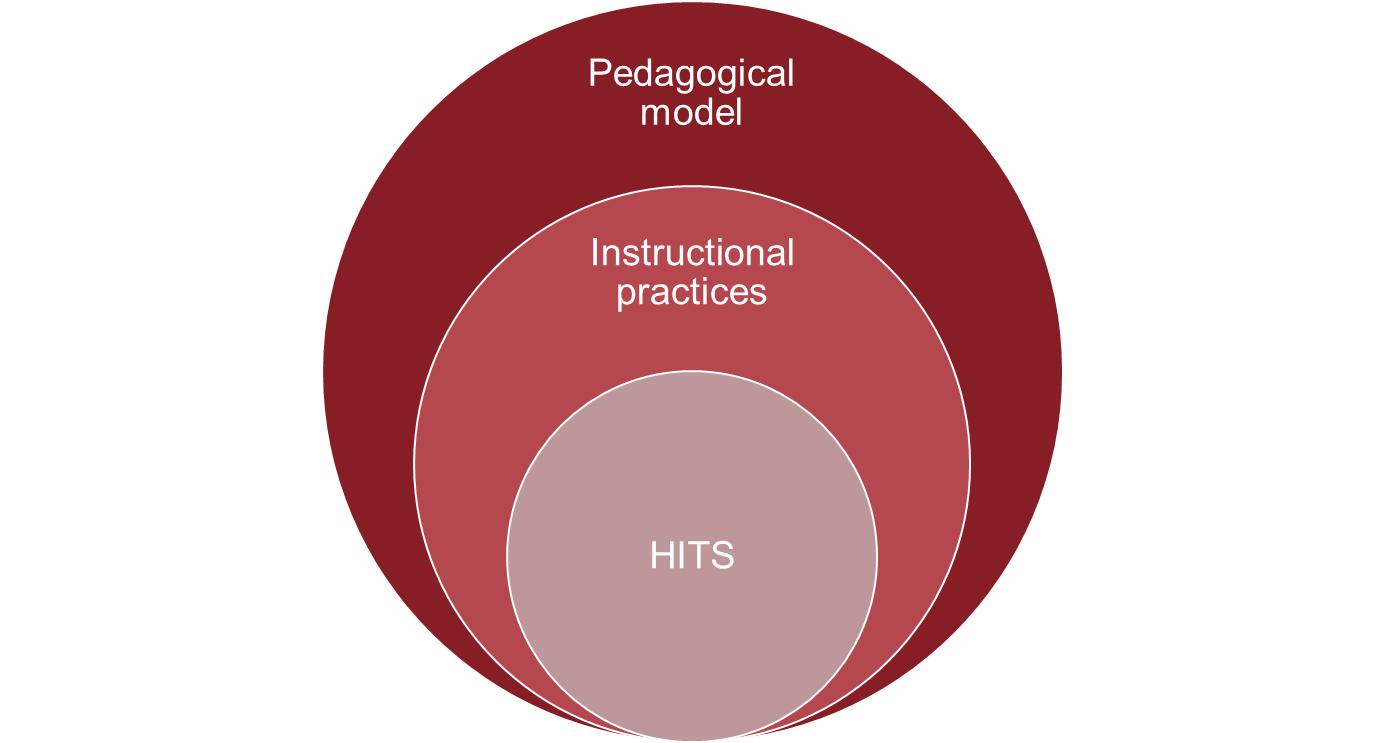 Pedagogical
model
Instructional
practices
HITS